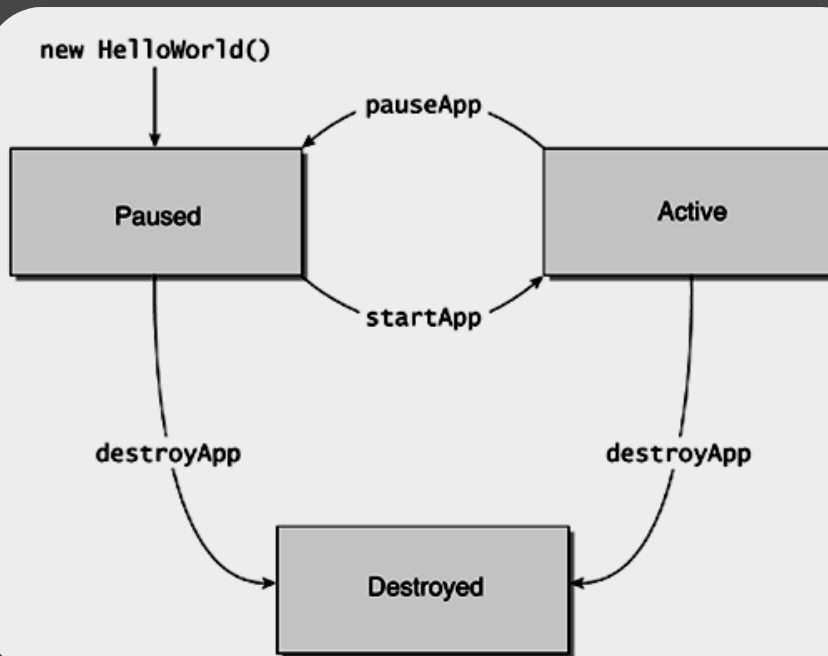 new HelloWorld()
pauseApp
Paused
Active
startApp
destroyApp
destroyApp
Destroyed